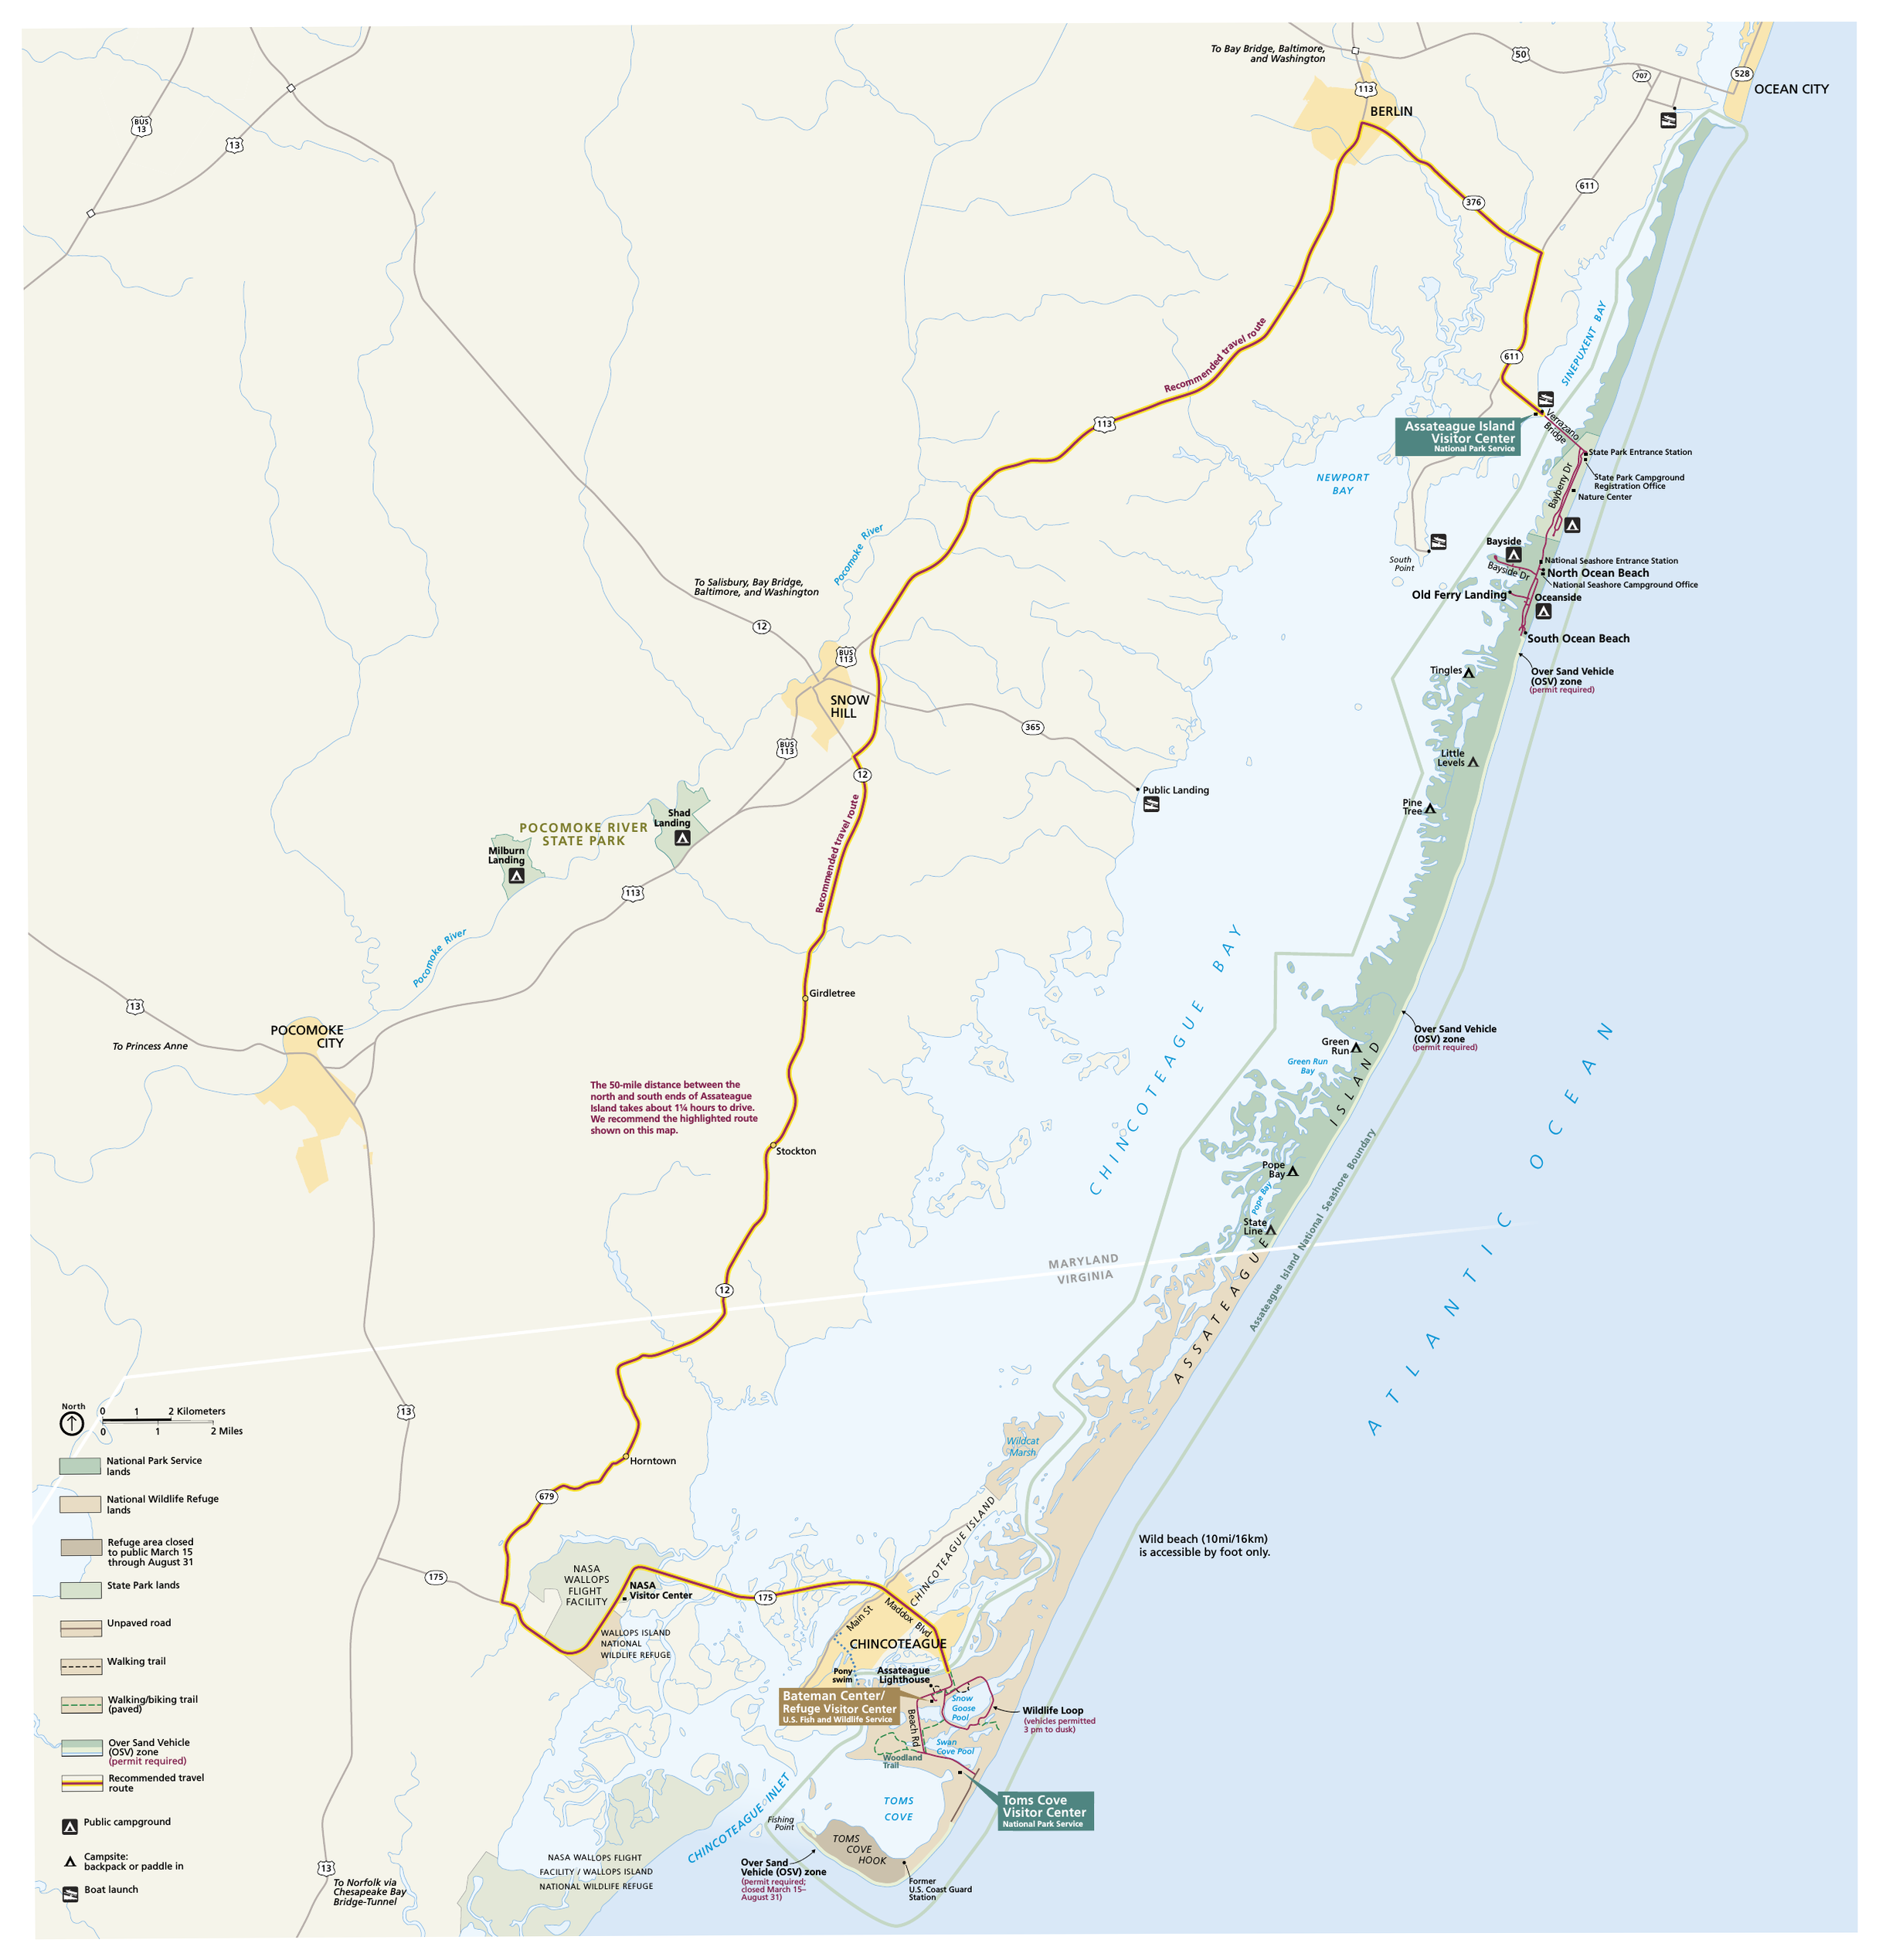 To Bay Bridge, Baltimore,
and Washington
50
707
528
OCEAN CITY
113
BERLIN
BUS
13
13
611
376
SINEPUXENT BAY
611
Recommended travel route
113
Assateague Island
Visitor Center
National Park Service
Verrazano
Bridge
State Park Entrance Station
State Park Campground
Registration Office
Nature Center
Bayberry Dr
NEWPORT
BAY
South
Point
Bayside
Bayside Dr
National Seashore Entrance Station
North Ocean Beach
National Seashore Campground Office
Old Ferry Landing
Oceanside
South Ocean Beach
Over Sand Vehicle
(OSV) zone
(permit required)
Pocomoke River
To Salisbury, Bay Bridge,
Baltimore, and Washington
12
BUS
113
SNOW
HILL
BUS
113
365
12
Public Landing
Tingles
Little
Levels
Pine
Tree
Recommended travel route
Shad
Landing
POCOMOKE RIVER
STATE PARK
Milburn
Landing
113
Pocomoke River
13
To Princess Anne
POCOMOKE
CITY
Girdletree
CHINCOTEAGUE BAY
Over Sand Vehicle
(OSV) zone
(permit required)
Green
Run
Green Run
Bay
The 50-mile distance between the
north and south ends of Assateague
Island takes about 1¼ hours to drive.
We recommend the highlighted route
shown on this map.
Stockton
Pope
Bay
Pope Bay
State
Line
ASSATEAGUE ISLAND
Assateague Island National Seashore Boundary
ATLANTIC OCEAN
MARYLAND
VIRGINIA
12
13
Horntown
679
Wildcat
Marsh
CHINCOTEAGUE ISLAND
Wild beach (10mi/16km)
is accessible by foot only.
175
NASA
WALLOPS
FLIGHT
FACILITY
NASA
Visitor Center
175
WALLOPS ISLAND
NATIONAL
WILDLIFE REFUGE
Main St
Maddox Blvd
CHINCOTEAGUE
Pony
swim
Assateague
Lighthouse
Bateman Center/
Refuge Visitor Center
U.S. Fish and Wildlife Service
Snow
Goose
Pool
Wildlife Loop
(vehicles permitted
3 pm to dusk)
Beach Rd
Swan
Cove Pool
Woodland
Trail
Toms Cove
Visitor Center
National Park Service
TOMS
COVE
CHINCOTEAGUE INLET
Fishing
Point
TOMS
COVE
HOOK
Over Sand
Vehicle (OSV) zone
(permit required;
closed March 15–
August 31)
Former
U.S. Coast Guard
Station
NASA WALLOPS FLIGHT
FACILITY / WALLOPS ISLAND
NATIONAL WILDLIFE REFUGE
13
To Norfolk via
Chesapeake Bay
Bridge-Tunnel
North
0 1 2 Kilometers
0 1 2 Miles
National Park Service
lands
National Wildlife Refuge
lands
Refuge area closed
to public March 15
through August 31
State Park lands
Unpaved road
Walking trail
Walking/biking trail
(paved)
Over Sand Vehicle
(OSV) zone
(permit required)
Recommended travel
route
Public campground
Campsite:
backpack or paddle in
Boat launch